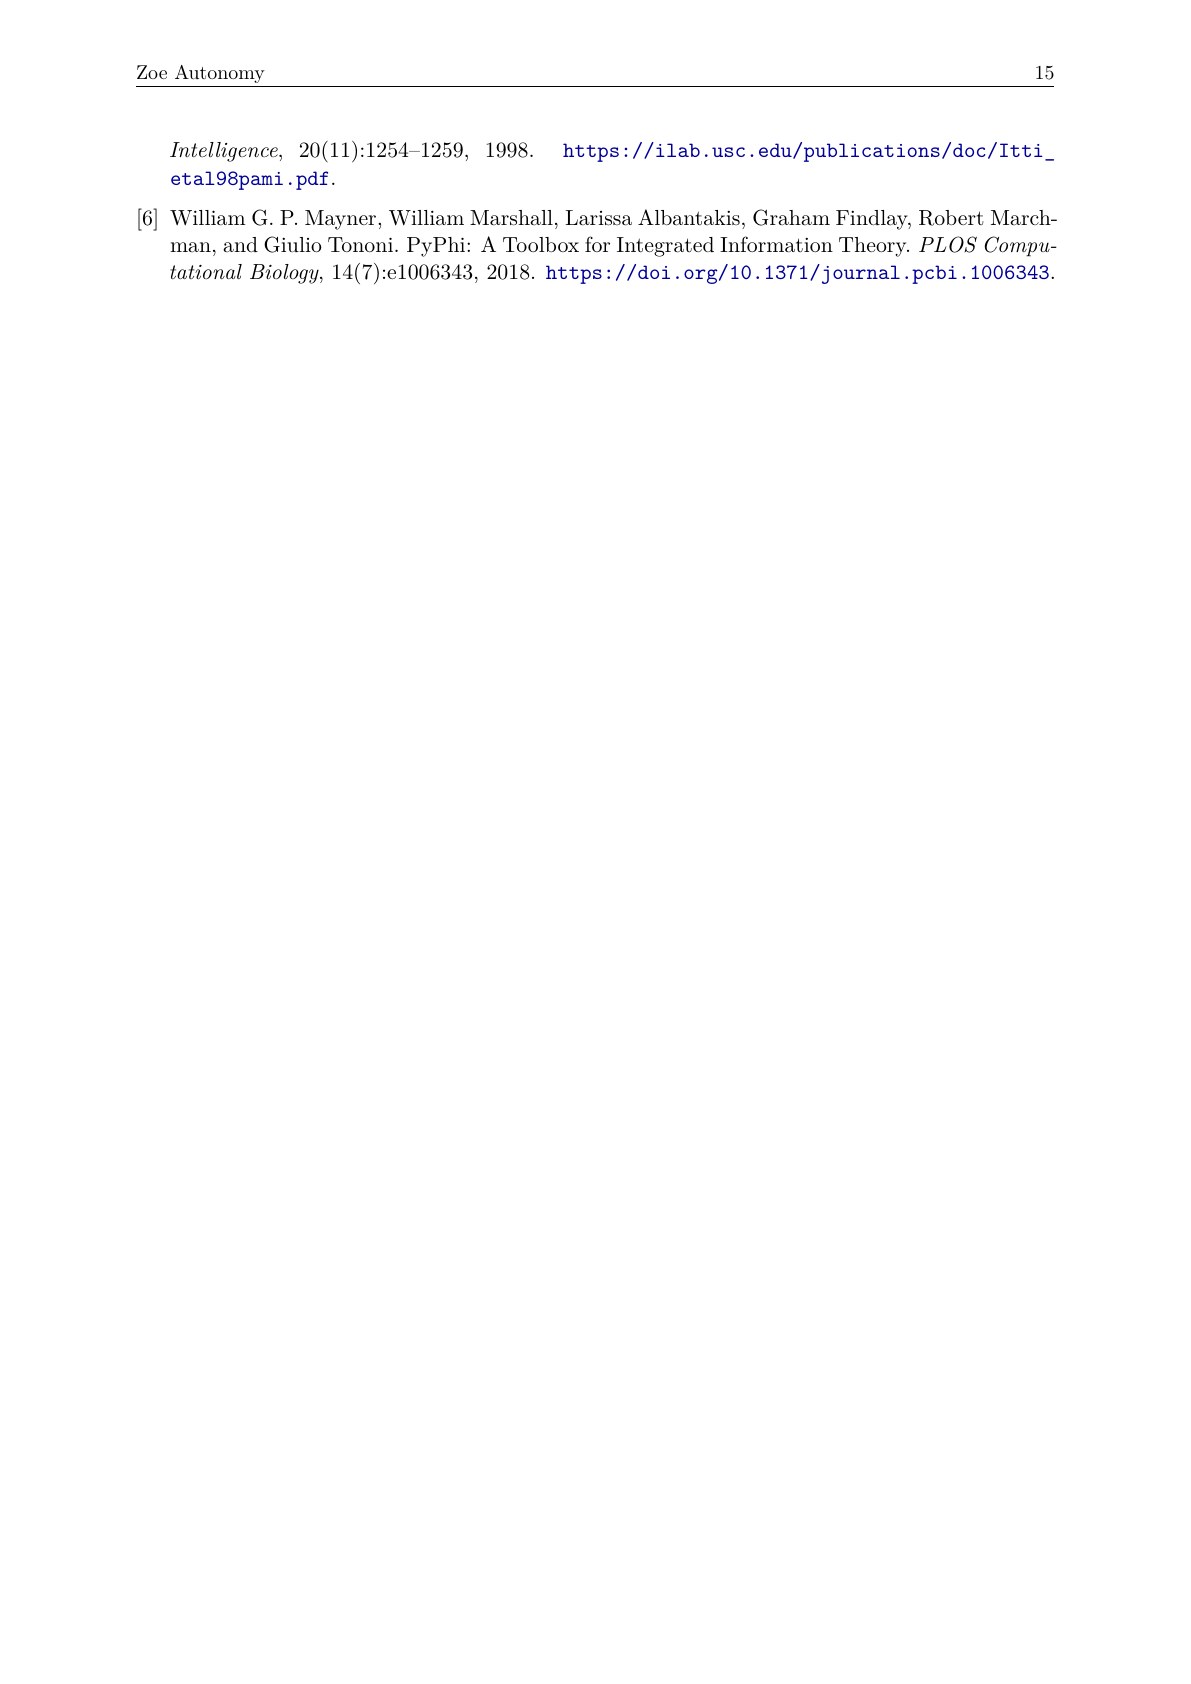 Zoe Autonomy 15
Intelligence, 20(11):1254–1259, 1998. https://ilab.usc.edu/publications/doc/Itti_
etal98pami.pdf.
[6] William G. P. Mayner, William Marshall, Larissa Albantakis, Graham Findlay, Robert March-
man, and Giulio Tononi. PyPhi: A Toolbox for Integrated Information Theory. PLOS Compu-
tational Biology, 14(7):e1006343, 2018. https://doi.org/10.1371/journal.pcbi.1006343.